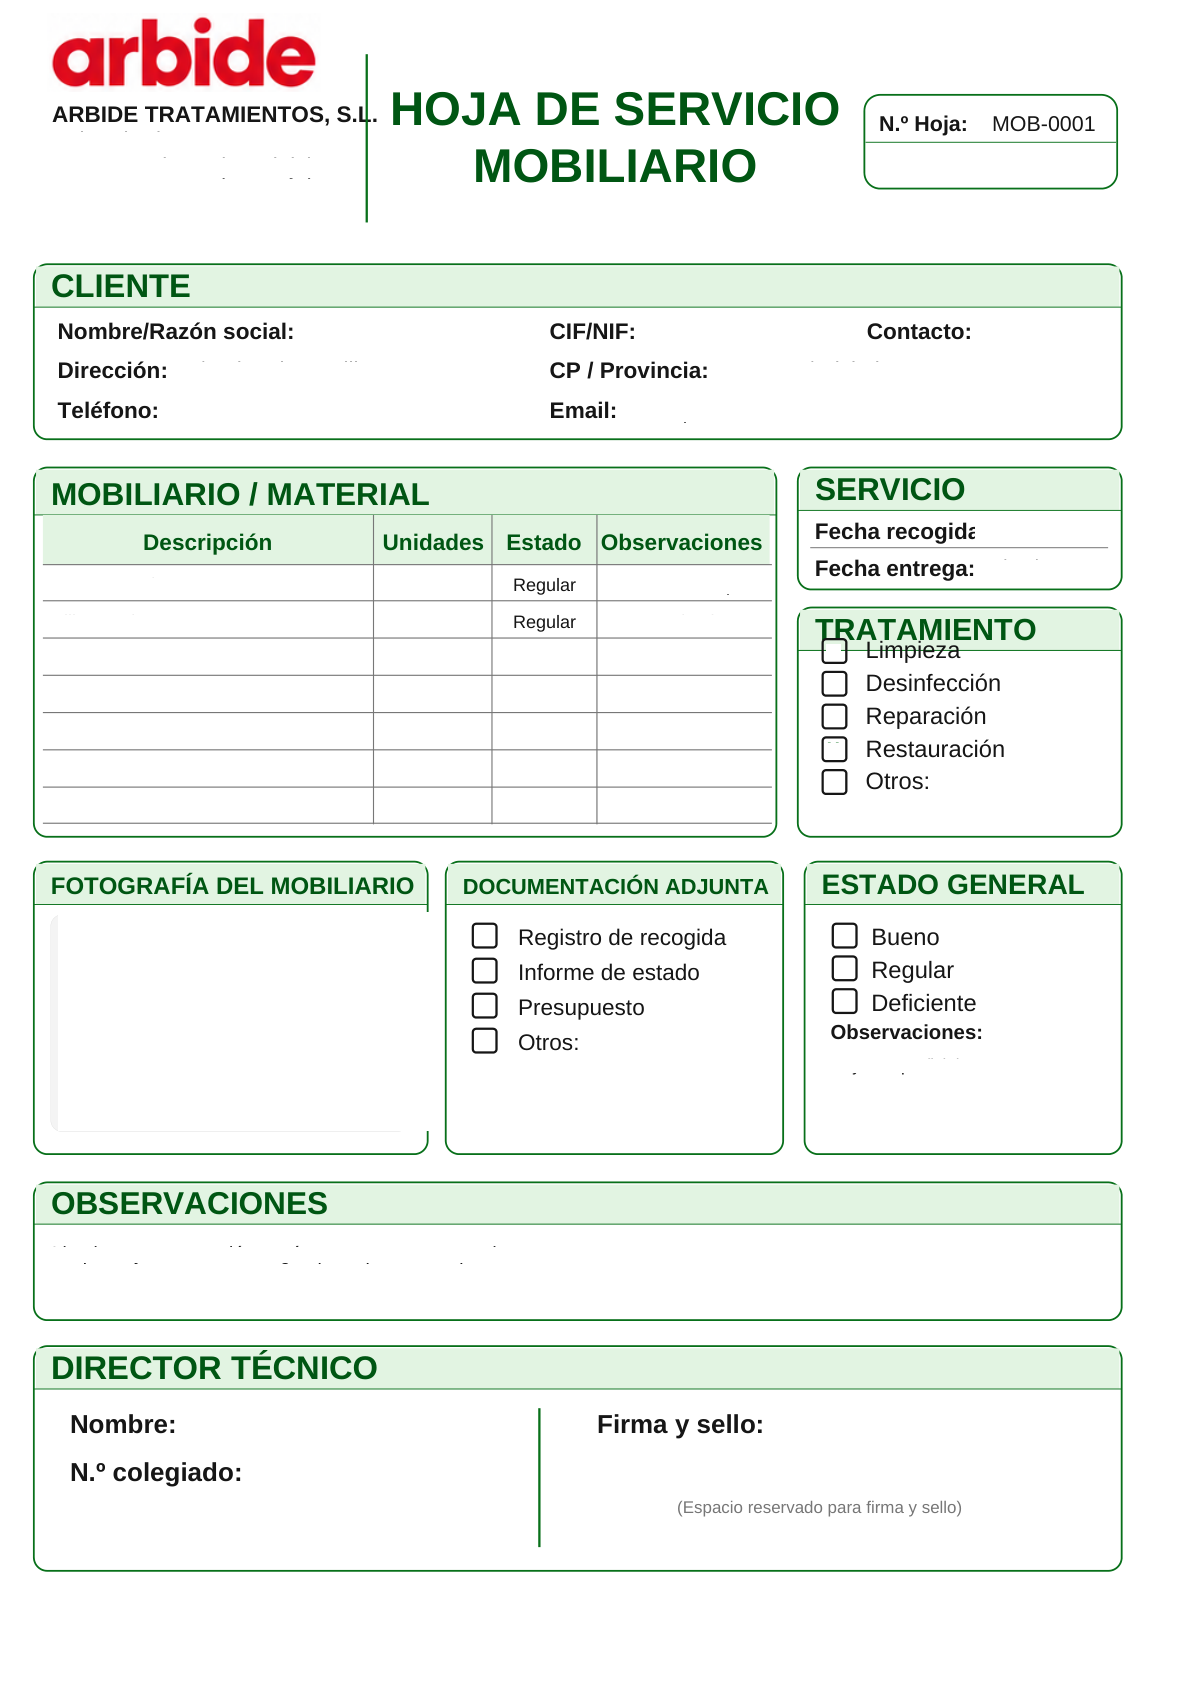 arbide
ARBIDE TRATAMIENTOS, S.L.
HOJA DE SERVICIO
MOBILIARIO
N.º Hoja: MOB-0001
CLIENTE
Nombre/Razón social: CIF/NIF: Contacto:
Dirección: CP / Provincia:
Teléfono: Email:
MOBILIARIO / MATERIAL
Descripción Unidades Estado Observaciones
Regular
Regular
SERVICIO
Fecha recogida
Fecha entrega:
TRATAMIENTO
Limpieza
Desinfección
Reparación
Restauración
Otros:
FOTOGRAFÍA DEL MOBILIARIO
DOCUMENTACIÓN ADJUNTA
Registro de recogida
Informe de estado
Presupuesto
Otros:
ESTADO GENERAL
Bueno
Regular
Deficiente
Observaciones:
OBSERVACIONES
DIRECTOR TÉCNICO
Nombre:
N.º colegiado:
Firma y sello:
(Espacio reservado para firma y sello)